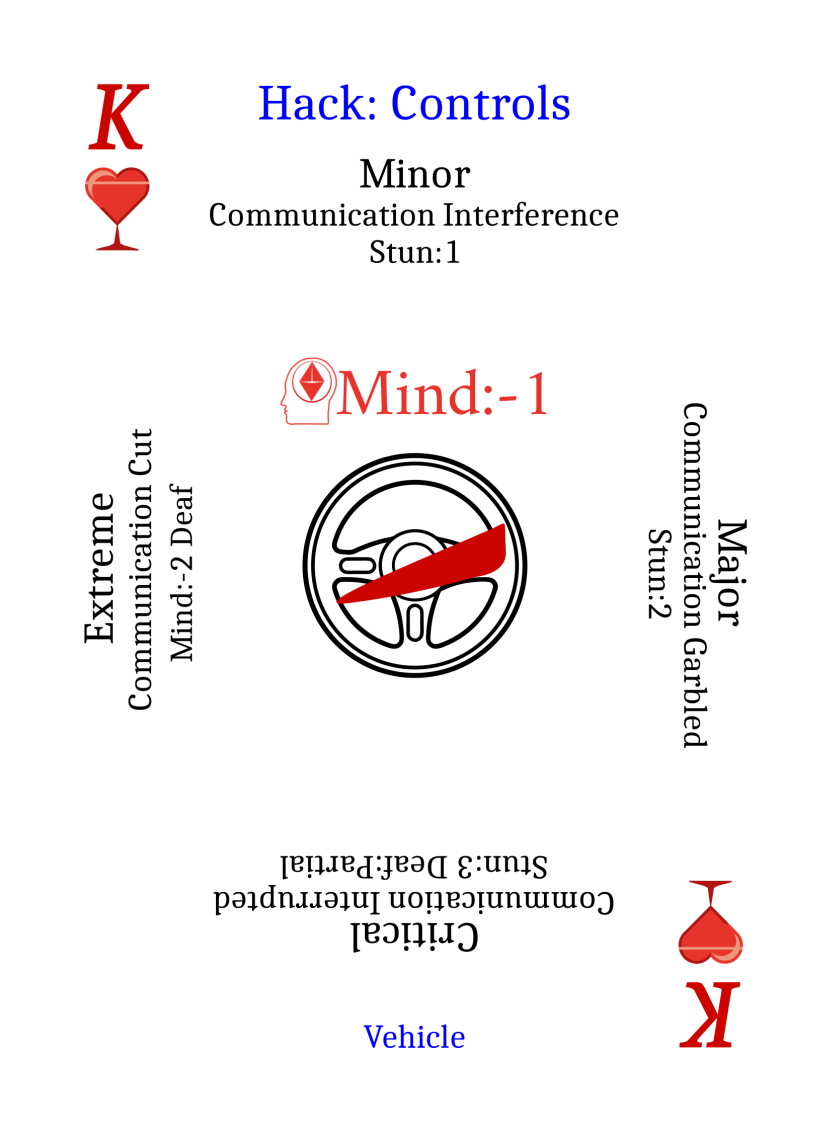 K
Hack: Controls
Minor
Communication Interference
Stun:1
Mind:-1
Extreme
Communication Cut
Mind:-2 Deaf
Major
Communication Garbled
Stun:2
Critical
Communication Interrupted
Stun:3 Deaf:Partial
K
Vehicle